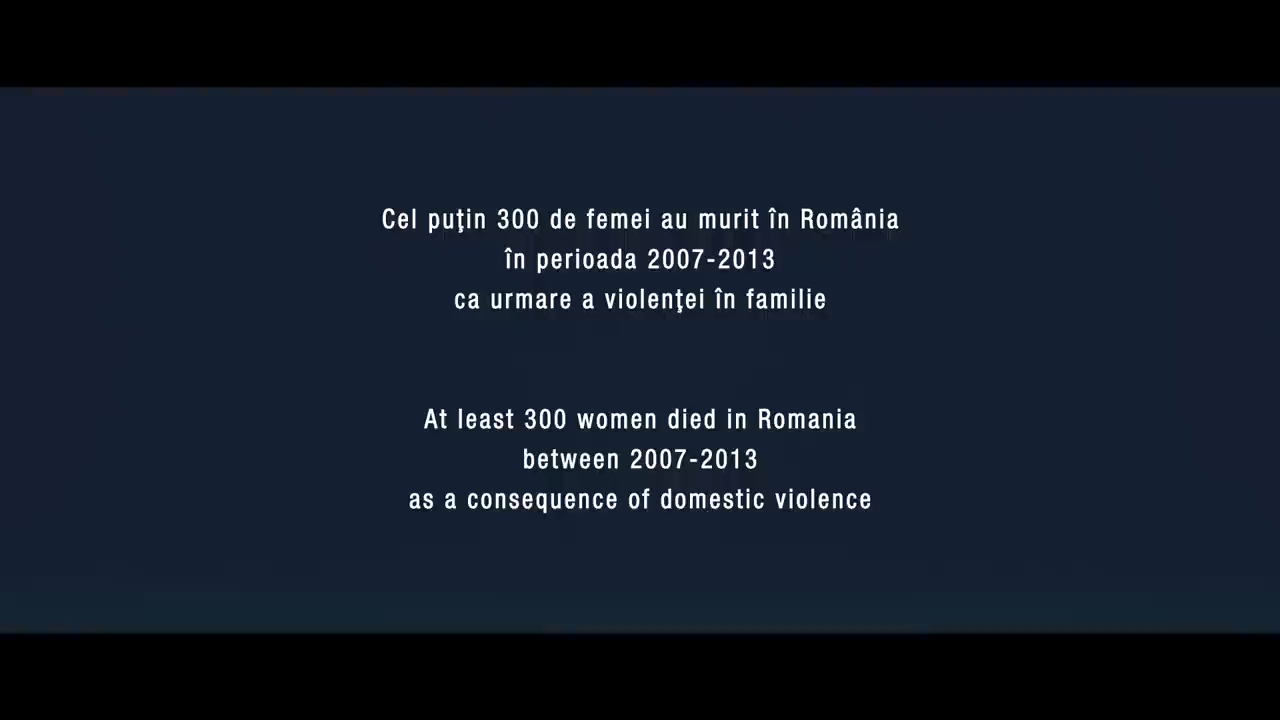 Cel puţin 300 de femei au murit în România
în perioada 2007-2013
ca urmare a violenţei în familie
At least 300 women died in Romania
between 2007-2013
as a consequence of domestic violence